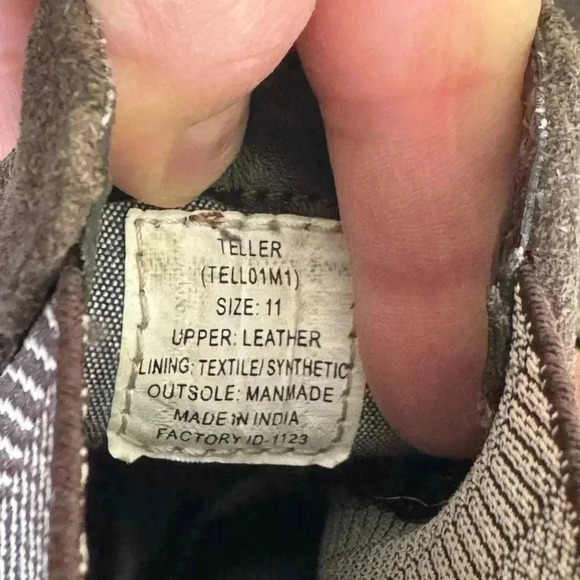 TELLER
(TELL01M1)
SIZE: 11
UPPER: LEATHER
LINING: TEXTILE/ SYNTHETIC
OUTSOLE: MANMADE
MADE IN INDIA
FACTORY ID-1123